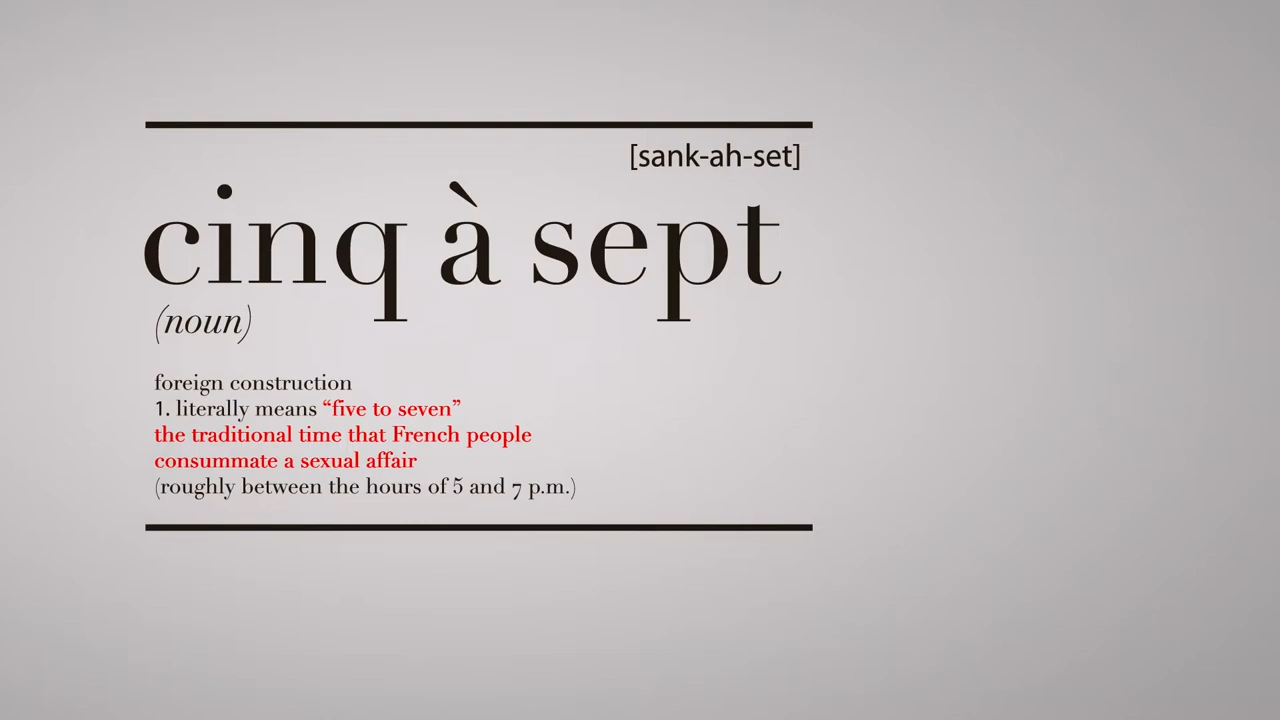 [sank-ah-set]
cinq à sept
(noun)
foreign construction
1. literally means “five to seven”
the traditional time that French people
consummate a sexual affair
(roughly between the hours of 5 and 7 p.m.)